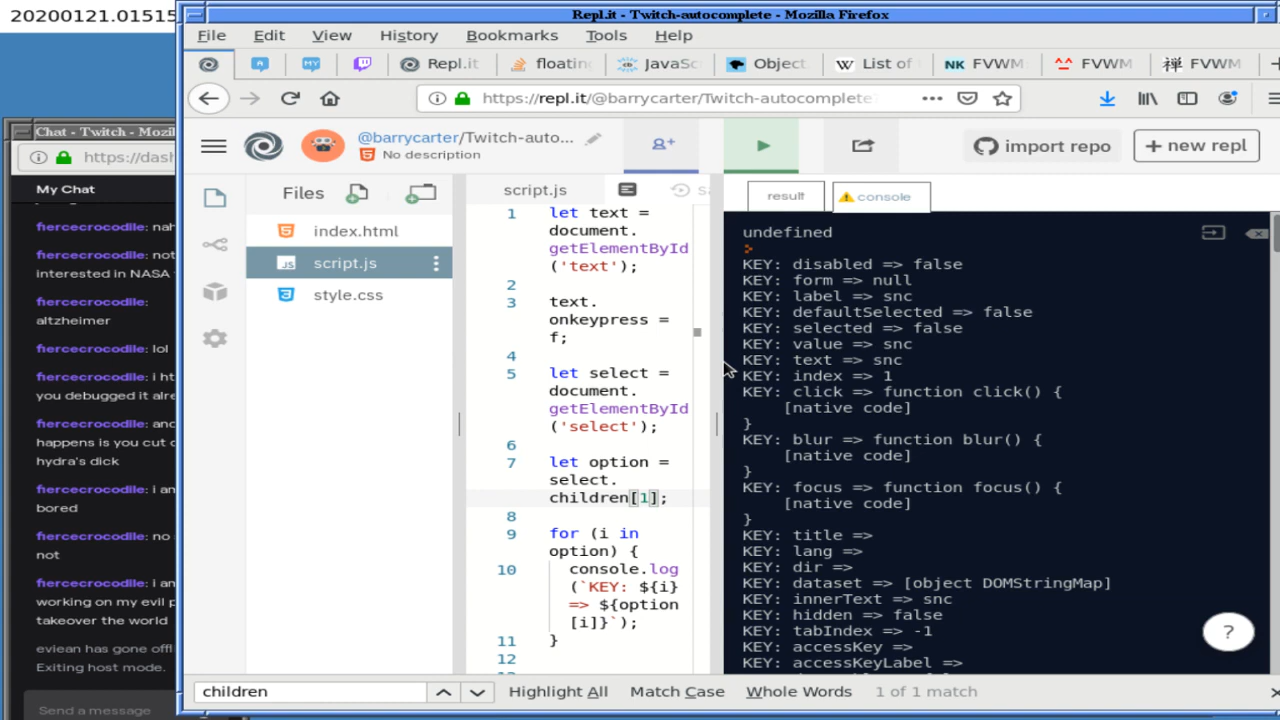 20200121.01515
Repl.it - Twitch-autocomplete - Mozilla Firefox
File Edit View History Bookmarks Tools Help
Repl.it floating JavaSc Object List of NK FVWM FVWM 禅 FVWM
https://repl.it/@barrycarter/Twitch-autocomplete
@barrycarter/Twitch-auto...
No description
import repo
+ new repl
Chat - Twitch - Mozil
https://dash
My Chat
fiercecrocodile: nah
fiercecrocodile: not
interested in NASA
fiercecrocodile:
altzheimer
fiercecrocodile: lol
fiercecrocodile: i ht
you debugged it alre
fiercecrocodile: and
happens is you cut o
hydra's dick
fiercecrocodile: i am
bored
fiercecrocodile: no
not
fiercecrocodile: i am
working on my evil p
takeover the world
eviean has gone offl
Exiting host mode.
Send a message
Files
index.html
script.js
style.css
script.js
1 let text =
document.
getElementById
('text');
2
3 text.
onkeypress =
f;
4
5 let select =
document.
getElementById
('select');
6
7 let option =
select.
children[1];
8
9 for (i in
option) {
10 console.log
(`KEY: ${i}
=> ${option
[i]}`);
11 }
12
result
console
undefined
KEY: disabled => false
KEY: form => null
KEY: label => snc
KEY: defaultSelected => false
KEY: selected => false
KEY: value => snc
KEY: text => snc
KEY: index => 1
KEY: click => function click() {
[native code]
}
KEY: blur => function blur() {
[native code]
}
KEY: focus => function focus() {
[native code]
}
KEY: title =>
KEY: lang =>
KEY: dir =>
KEY: dataset => [object DOMStringMap]
KEY: innerText => snc
KEY: hidden => false
KEY: tabIndex => -1
KEY: accessKey =>
KEY: accessKeyLabel =>
?
children
Highlight All Match Case Whole Words 1 of 1 match